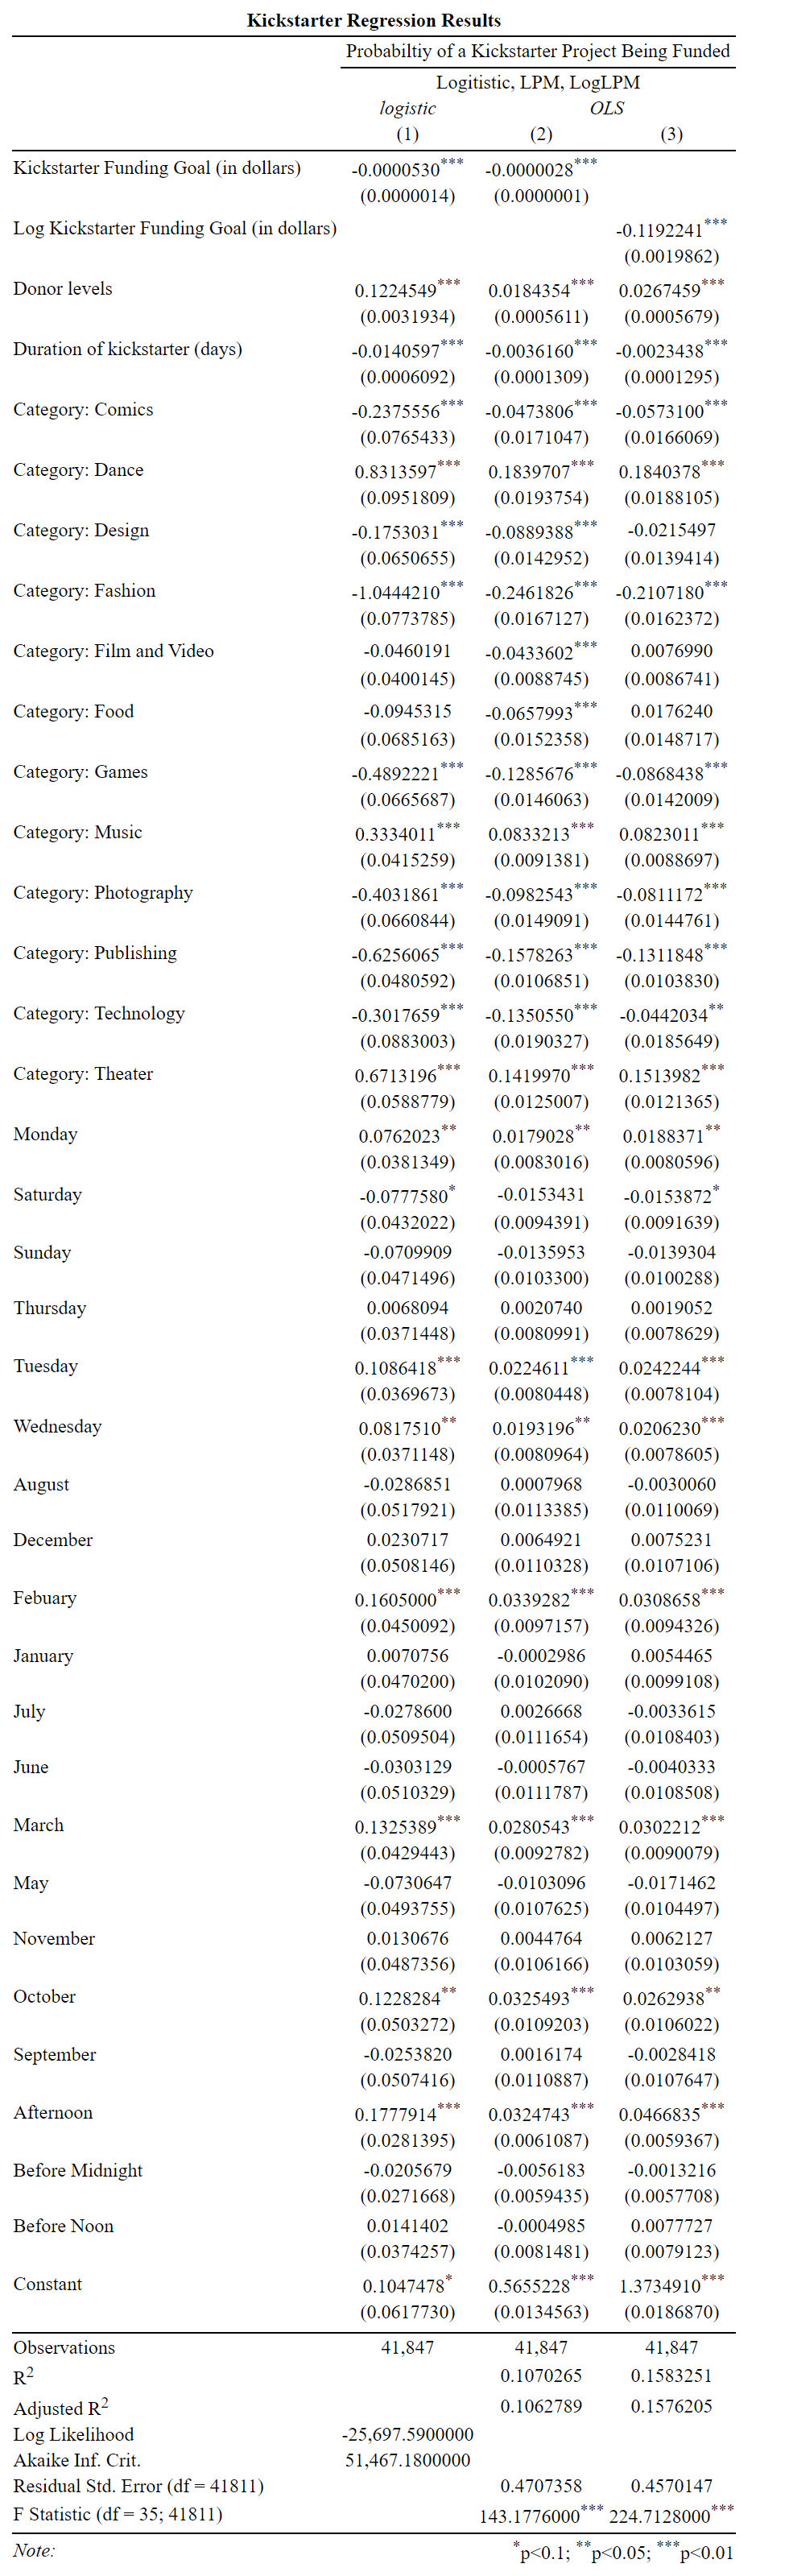 Kickstarter Regression Results
Probabiltiy of a Kickstarter Project Being Funded
Logitistic, LPM, LogLPM
logistic OLS
(1) (2) (3)
Kickstarter Funding Goal (in dollars) -0.0000530*** -0.0000028***
(0.0000014) (0.0000001)
Log Kickstarter Funding Goal (in dollars) -0.1192241***
(0.0019862)
Donor levels 0.1224549*** 0.0184354*** 0.0267459***
(0.0031934) (0.0005611) (0.0005679)
Duration of kickstarter (days) -0.0140597*** -0.0036160*** -0.0023438***
(0.0006092) (0.0001309) (0.0001295)
Category: Comics -0.2375556*** -0.0473806*** -0.0573100***
(0.0765433) (0.0171047) (0.0166069)
Category: Dance 0.8313597*** 0.1839707*** 0.1840378***
(0.0951809) (0.0193754) (0.0188105)
Category: Design -0.1753031*** -0.0889388*** -0.0215497
(0.0650655) (0.0142952) (0.0139414)
Category: Fashion -1.0444210*** -0.2461826*** -0.2107180***
(0.0773785) (0.0167127) (0.0162372)
Category: Film and Video -0.0460191 -0.0433602*** 0.0076990
(0.0400145) (0.0088745) (0.0086741)
Category: Food -0.0945315 -0.0657993*** 0.0176240
(0.0685163) (0.0152358) (0.0148717)
Category: Games -0.4892221*** -0.1285676*** -0.0868438***
(0.0665687) (0.0146063) (0.0142009)
Category: Music 0.3334011*** 0.0833213*** 0.0823011***
(0.0415259) (0.0091381) (0.0088697)
Category: Photography -0.4031861*** -0.0982543*** -0.0811172***
(0.0660844) (0.0149091) (0.0144761)
Category: Publishing -0.6256065*** -0.1578263*** -0.1311848***
(0.0480592) (0.0106851) (0.0103830)
Category: Technology -0.3017659*** -0.1350550*** -0.0442034**
(0.0883003) (0.0190327) (0.0185649)
Category: Theater 0.6713196*** 0.1419970*** 0.1513982***
(0.0588779) (0.0125007) (0.0121365)
Monday 0.0762023** 0.0179028** 0.0188371**
(0.0381349) (0.0083016) (0.0080596)
Saturday -0.0777580* -0.0153431 -0.0153872*
(0.0432022) (0.0094391) (0.0091639)
Sunday -0.0709909 -0.0135953 -0.0139304
(0.0471496) (0.0103300) (0.0100288)
Thursday 0.0068094 0.0020740 0.0019052
(0.0371448) (0.0080991) (0.0078629)
Tuesday 0.1086418*** 0.0224611*** 0.0242244***
(0.0369673) (0.0080448) (0.0078104)
Wednesday 0.0817510** 0.0193196** 0.0206230***
(0.0371148) (0.0080964) (0.0078605)
August -0.0286851 0.0007968 -0.0030060
(0.0517921) (0.0113385) (0.0110069)
December 0.0230717 0.0064921 0.0075231
(0.0508146) (0.0110328) (0.0107106)
Febuary 0.1605000*** 0.0339282*** 0.0308658***
(0.0450092) (0.0097157) (0.0094326)
January 0.0070756 -0.0002986 0.0054465
(0.0470200) (0.0102090) (0.0099108)
July -0.0278600 0.0026668 -0.0033615
(0.0509504) (0.0111654) (0.0108403)
June -0.0303129 -0.0005767 -0.0040333
(0.0510329) (0.0111787) (0.0108508)
March 0.1325389*** 0.0280543*** 0.0302212***
(0.0429443) (0.0092782) (0.0090079)
May -0.0730647 -0.0103096 -0.0171462
(0.0493755) (0.0107625) (0.0104497)
November 0.0130676 0.0044764 0.0062127
(0.0487356) (0.0106166) (0.0103059)
October 0.1228284** 0.0325493*** 0.0262938**
(0.0503272) (0.0109203) (0.0106022)
September -0.0253820 0.0016174 -0.0028418
(0.0507416) (0.0110887) (0.0107647)
Afternoon 0.1777914*** 0.0324743*** 0.0466835***
(0.0281395) (0.0061087) (0.0059367)
Before Midnight -0.0205679 -0.0056183 -0.0013216
(0.0271668) (0.0059435) (0.0057708)
Before Noon 0.0141402 -0.0004985 0.0077727
(0.0374257) (0.0081481) (0.0079123)
Constant 0.1047478* 0.5655228*** 1.3734910***
(0.0617730) (0.0134563) (0.0186870)
Observations 41,847 41,847 41,847
R2 0.1070265 0.1583251
Adjusted R2 0.1062789 0.1576205
Log Likelihood -25,697.5900000
Akaike Inf. Crit. 51,467.1800000
Residual Std. Error (df = 41811) 0.4707358 0.4570147
F Statistic (df = 35; 41811) 143.1776000*** 224.7128000***
Note: *p<0.1; **p<0.05; ***p<0.01